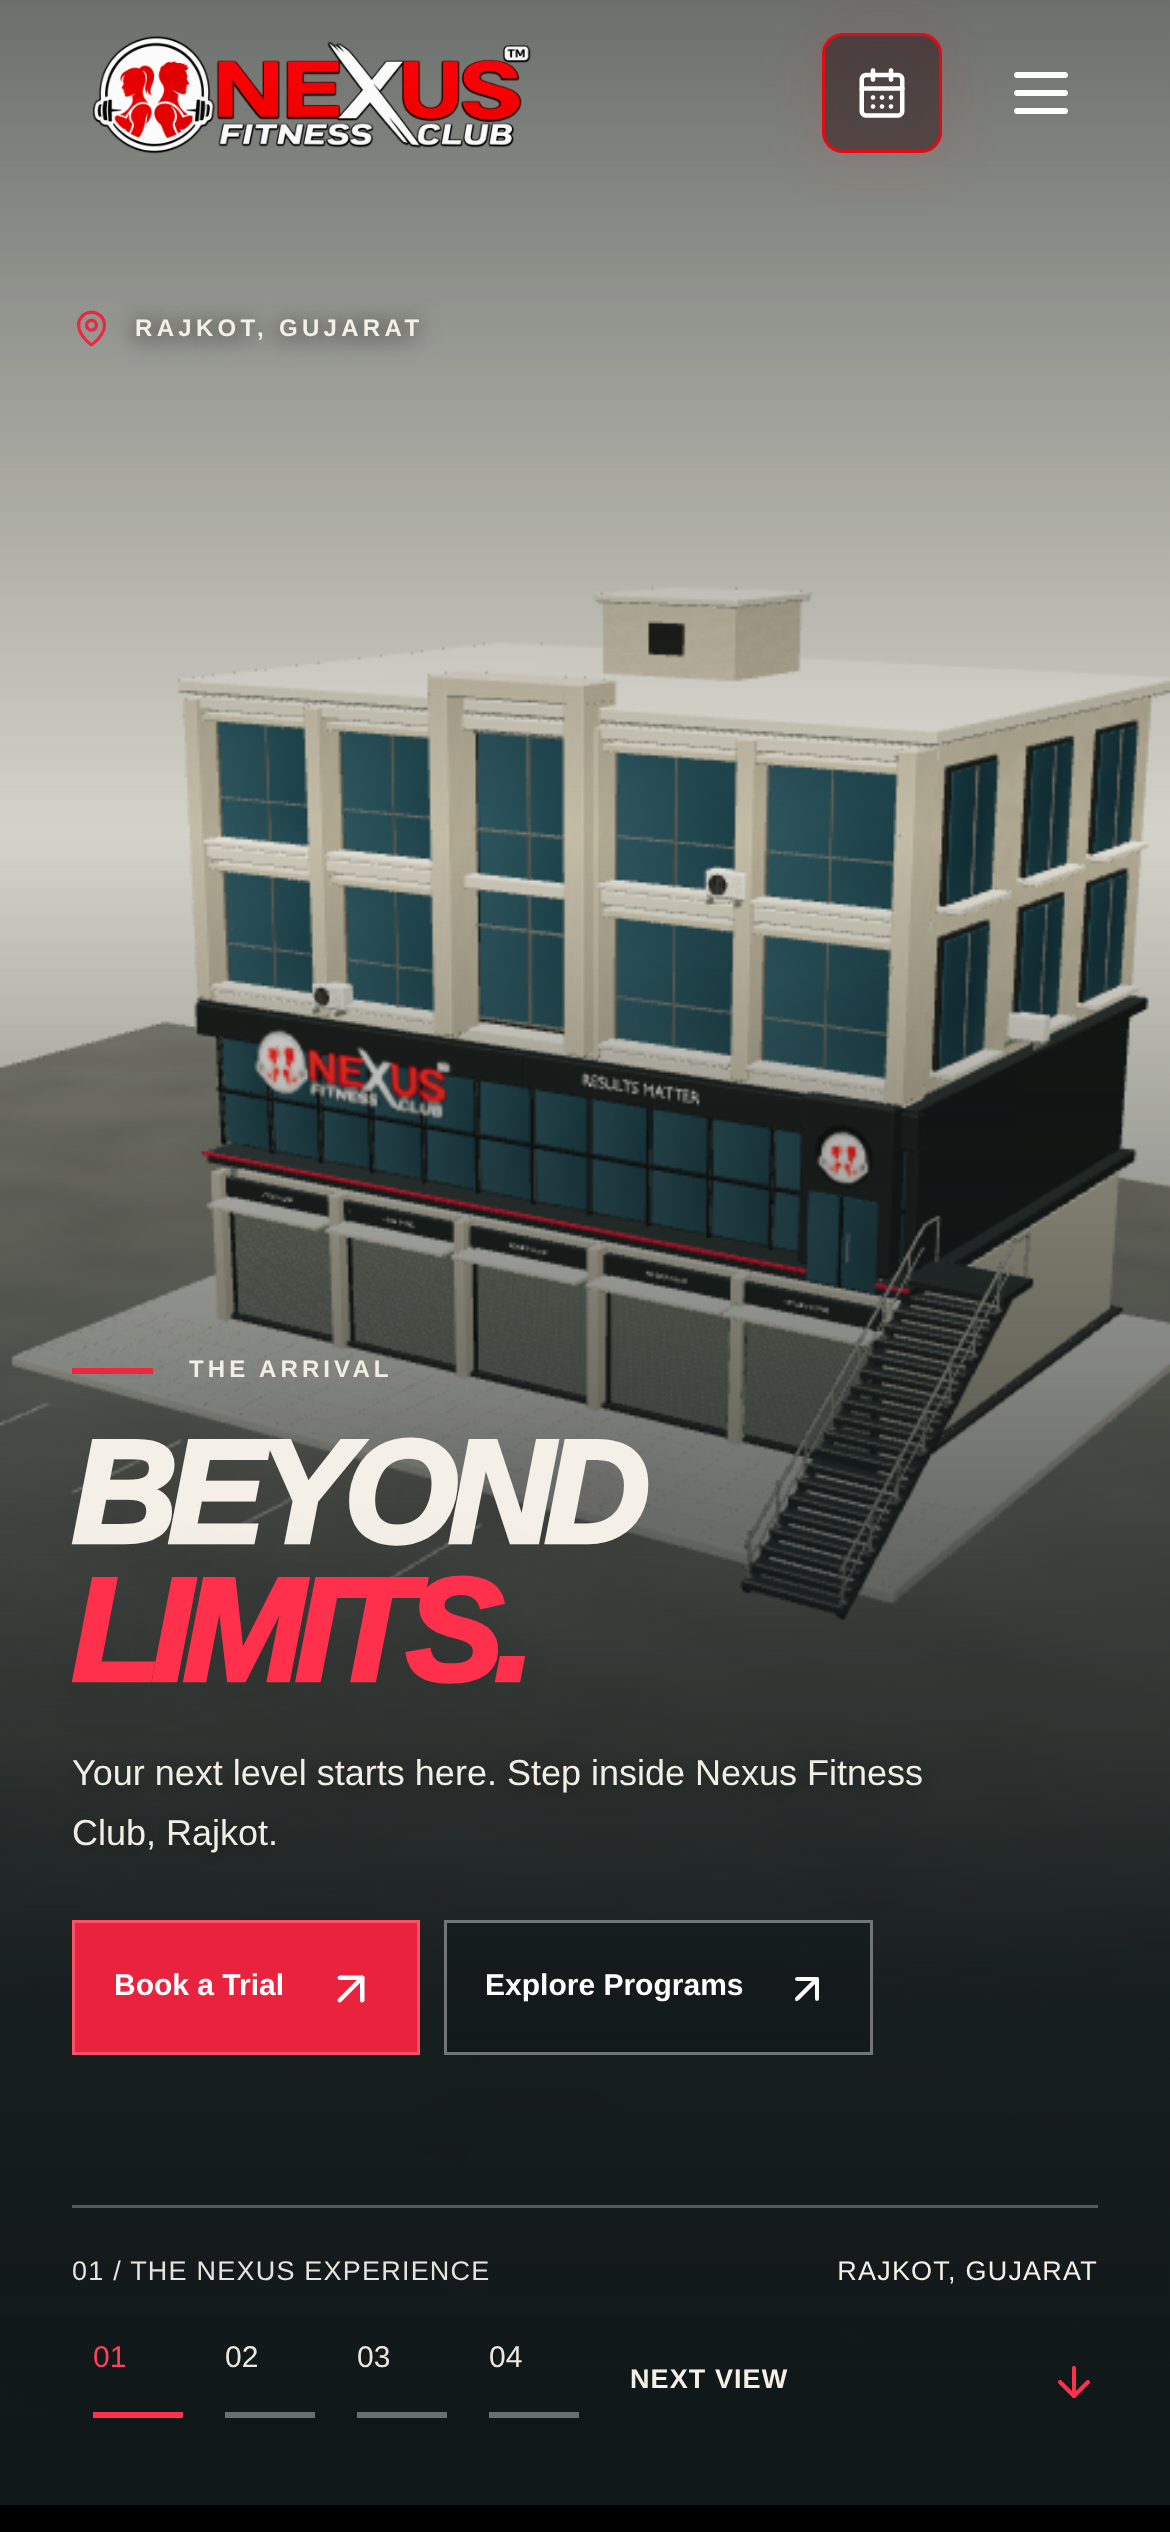 NEXUS™
FITNESS CLUB
RAJKOT, GUJARAT
NEXUS
FITNESS CLUB
RESULTS MATTER
THE ARRIVAL
BEYOND
LIMITS.
Your next level starts here. Step inside Nexus Fitness
Club, Rajkot.
Book a Trial
Explore Programs
01 / THE NEXUS EXPERIENCE
RAJKOT, GUJARAT
01
02
03
04
NEXT VIEW